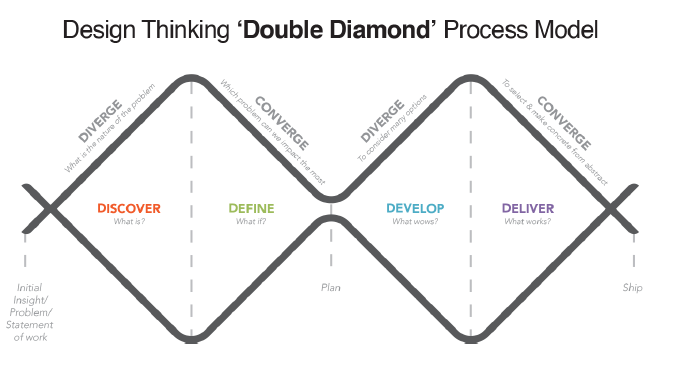 Design Thinking ‘Double Diamond’ Process Model
DIVERGE
What is the nature of the problem
Which problem can we impact the most
CONVERGE
DIVERGE
To consider many options
To select & make concrete from abstract
CONVERGE
DISCOVER
What is?
DEFINE
What if?
DEVELOP
What wows?
DELIVER
What works?
Initial
Insight/
Problem/
Statement
of work
Plan
Ship